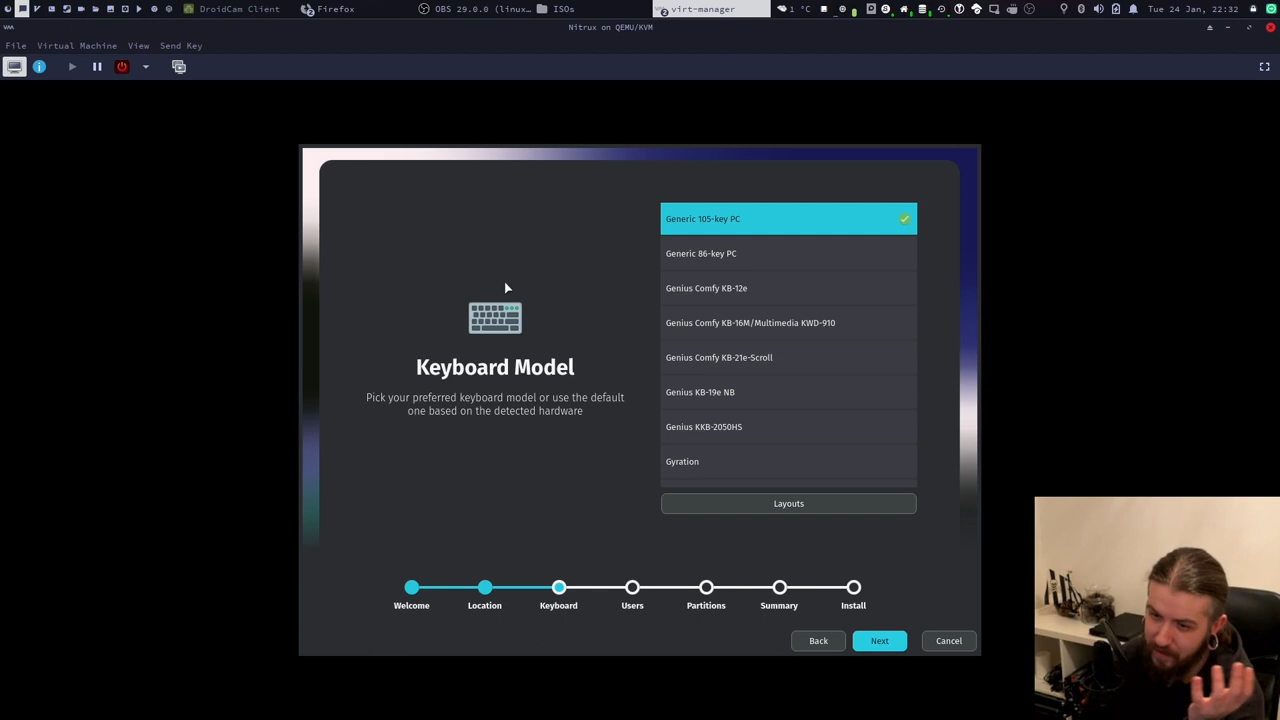 DroidCam Client
Firefox
OBS 29.0.0 (linux...
ISOs
virt-manager
1 °C
Tue 24 Jan, 22:32
Nitrux on QEMU/KVM
File Virtual Machine View Send Key
Generic 105-key PC
Generic 86-key PC
Genius Comfy KB-12e
Genius Comfy KB-16M/Multimedia KWD-910
Genius Comfy KB-21e-Scroll
Genius KB-19e NB
Genius KKB-2050HS
Gyration
Layouts
Keyboard Model
Pick your preferred keyboard model or use the default
one based on the detected hardware
Welcome Location Keyboard Users Partitions Summary Install
Back Next Cancel